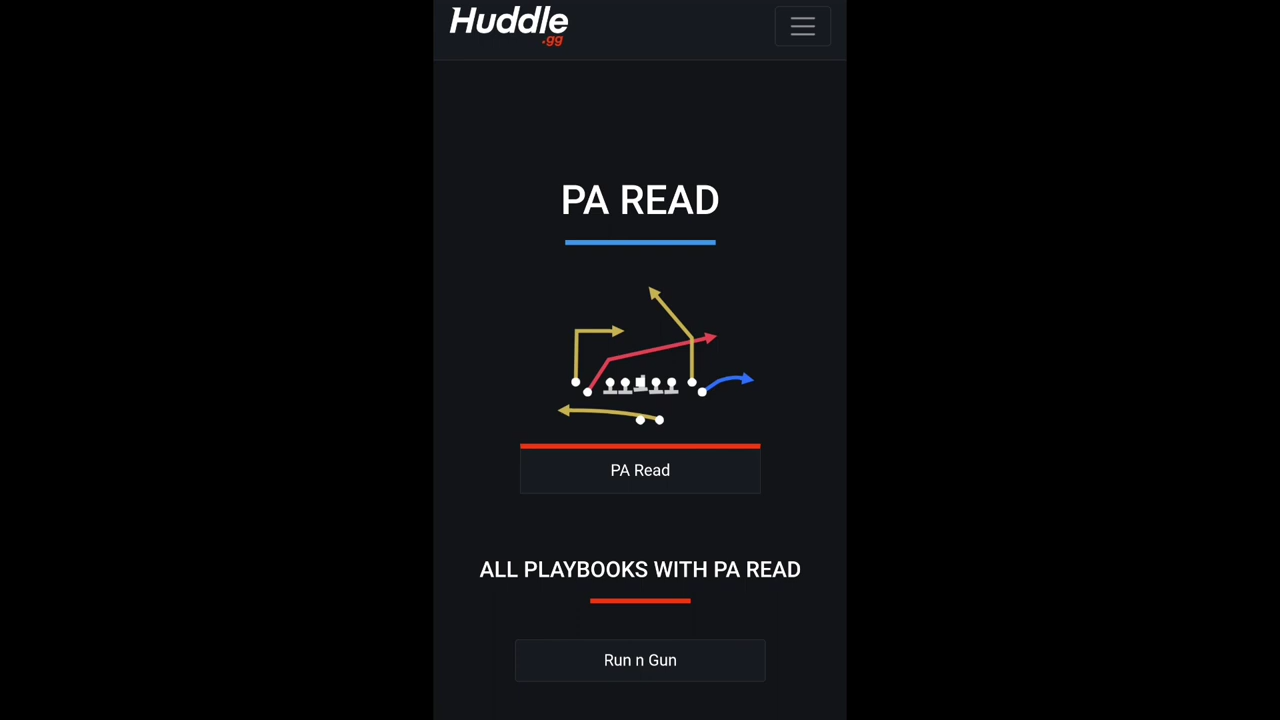 Huddle
.gg
PA READ
PA Read
ALL PLAYBOOKS WITH PA READ
Run n Gun